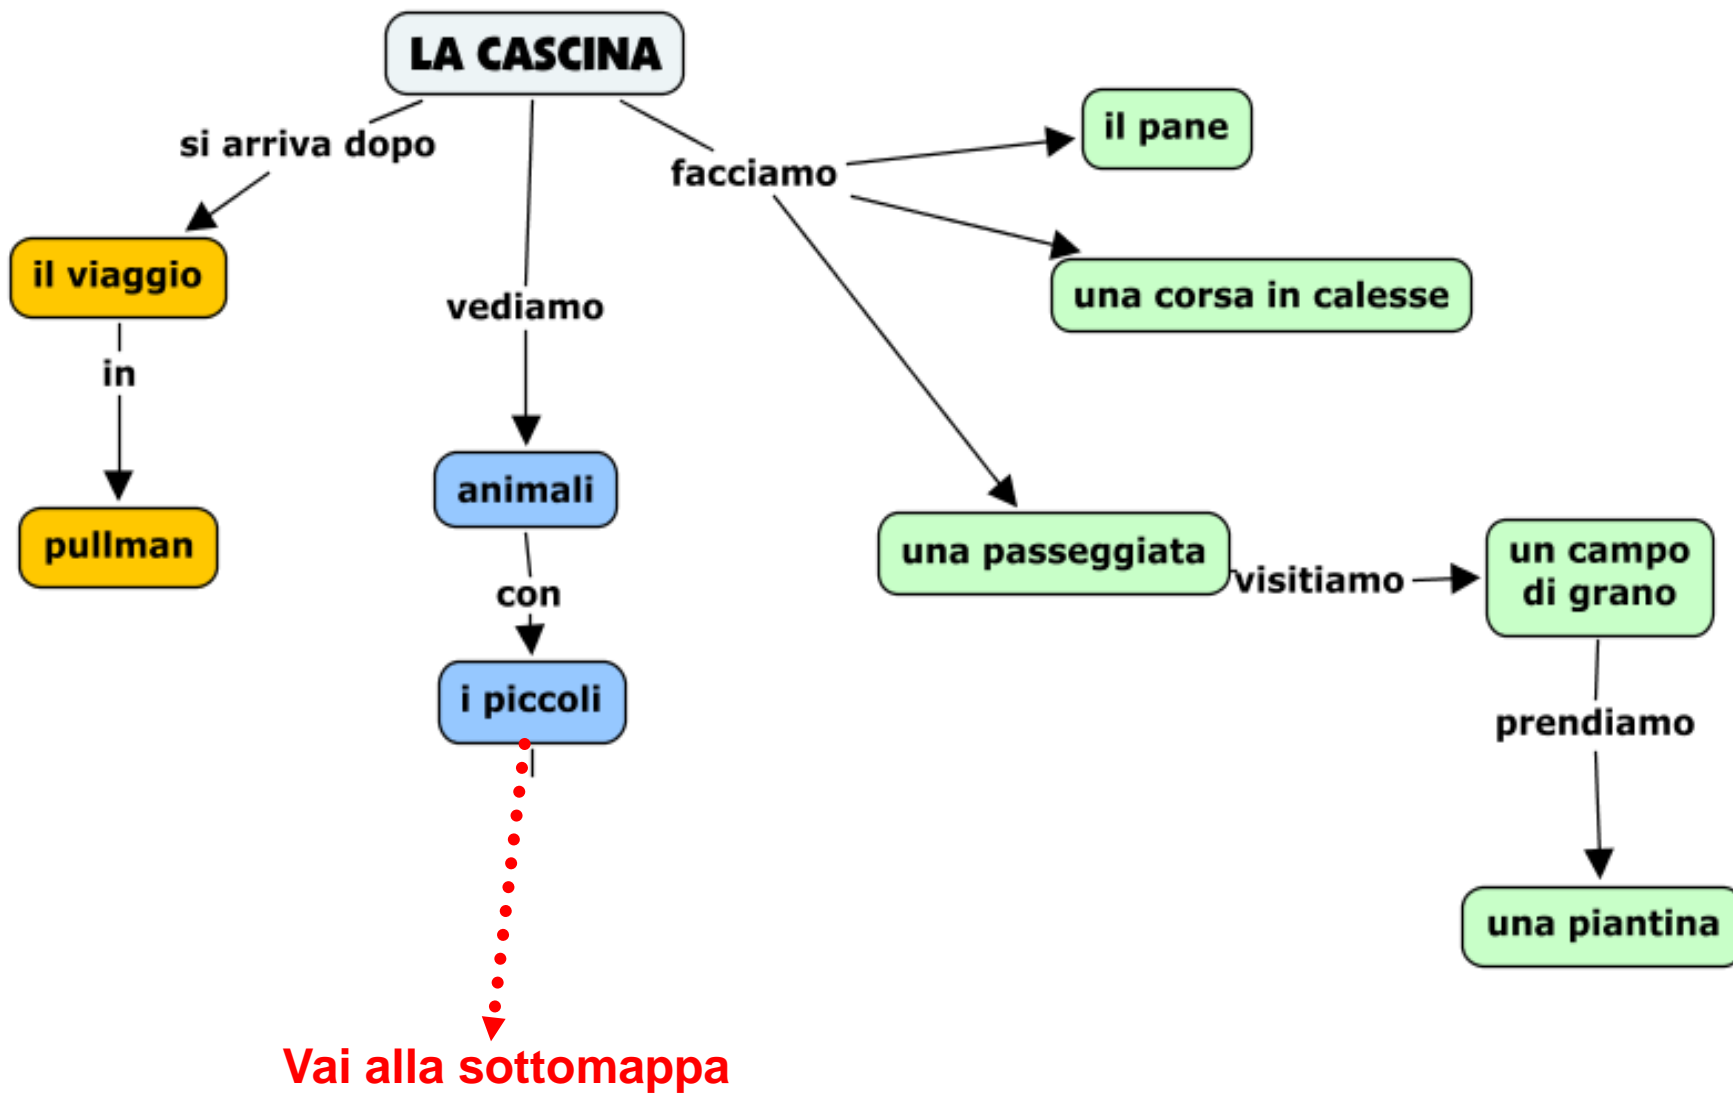 LA CASCINA
si arriva dopo
il viaggio
in
pullman
vediamo
animali
con
i piccoli
Vai alla sottomappa
facciamo
il pane
una corsa in calesse
una passeggiata
visitiamo
un campo
di grano
prendiamo
una piantina